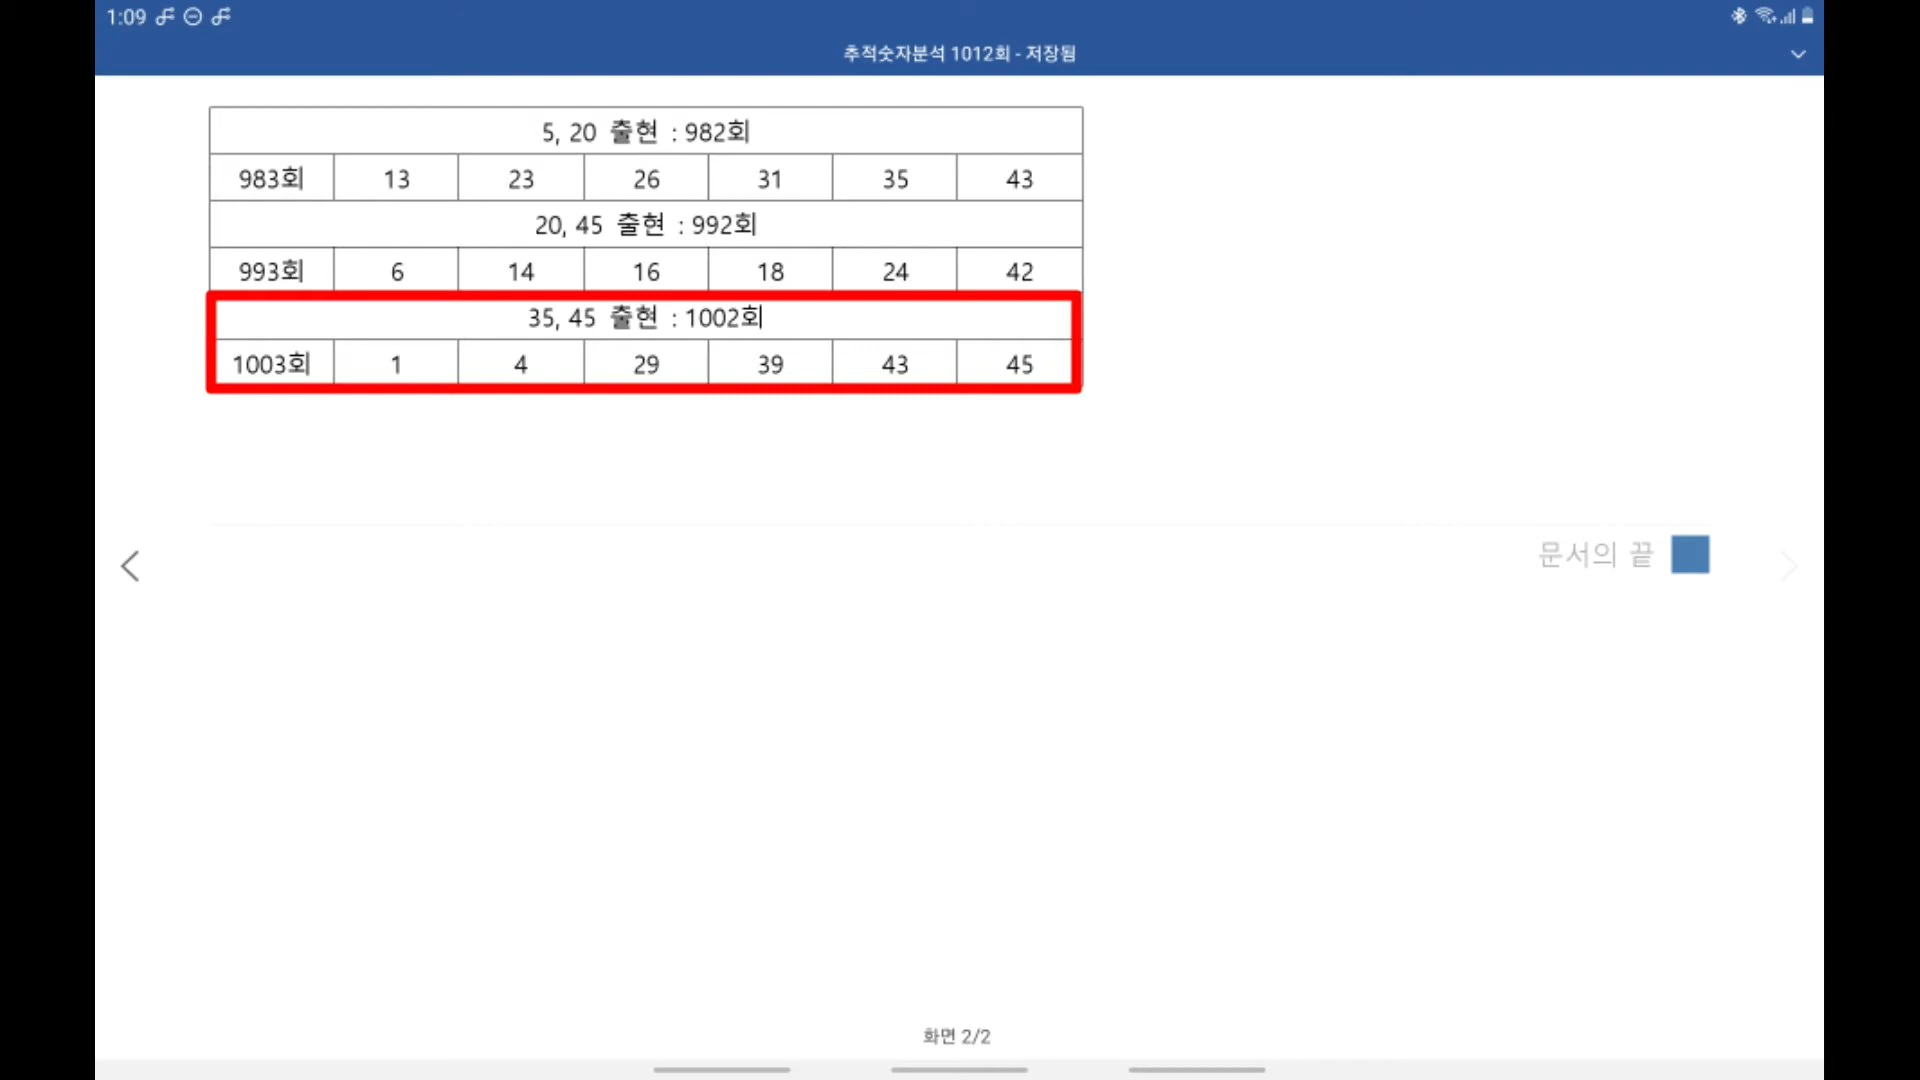 1:09
추적숫자분석 1012회 - 저장됨
5, 20 출현 : 982회
983회 13 23 26 31 35 43
20, 45 출현 : 992회
993회 6 14 16 18 24 42
35, 45 출현 : 1002회
1003회 1 4 29 39 43 45
문서의 끝
화면 2/2